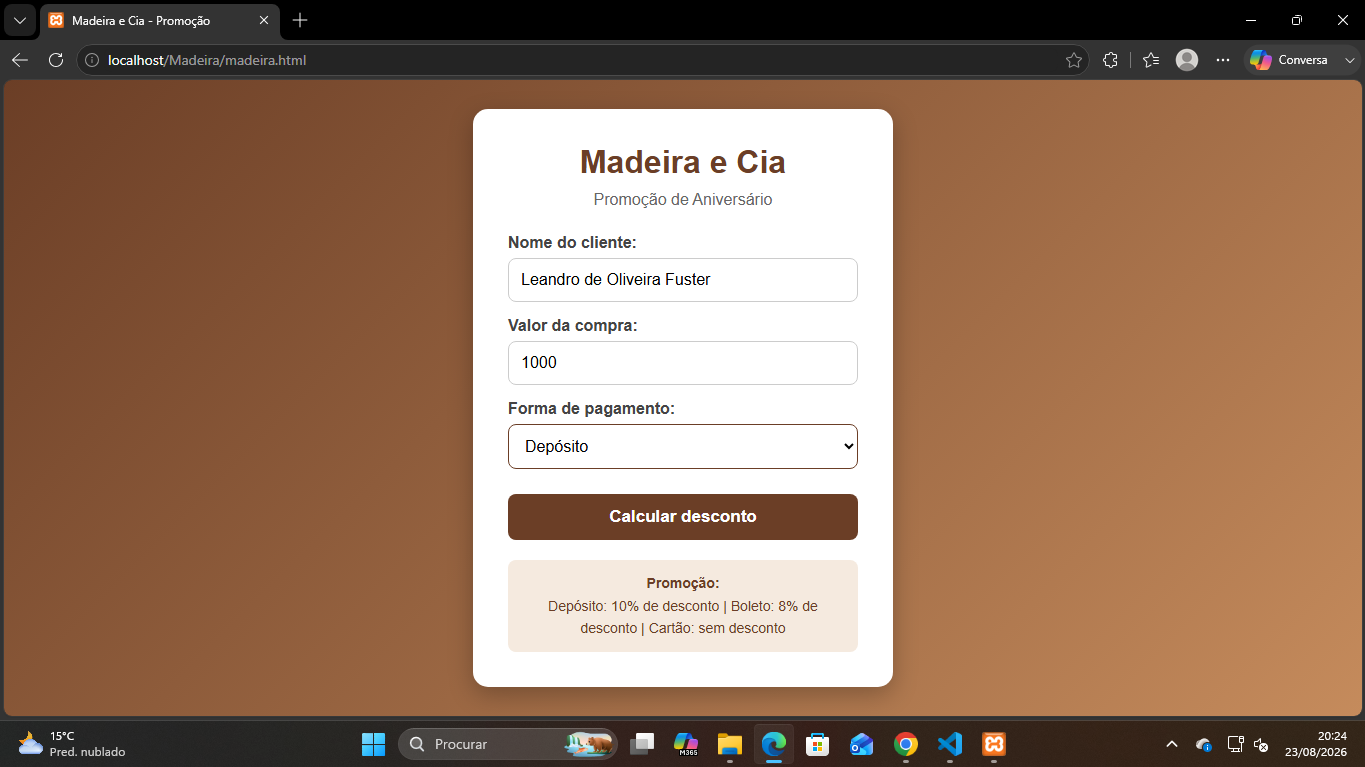 Madeira e Cia - Promoção
localhost/Madeira/madeira.html
Conversa
Madeira e Cia
Promoção de Aniversário
Nome do cliente:
Leandro de Oliveira Fuster
Valor da compra:
1000
Forma de pagamento:
Depósito
Calcular desconto
Promoção:
Depósito: 10% de desconto | Boleto: 8% de
desconto | Cartão: sem desconto
15°C
Pred. nublado
Procurar
M365
20:24
23/08/2026